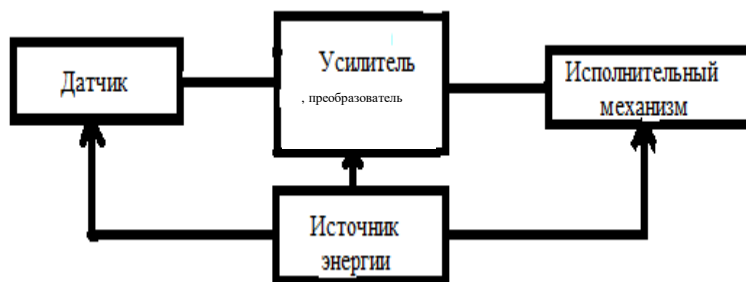 Датчик
Усилитель
, преобразователь
Исполнительный
механизм
Источник
энергии